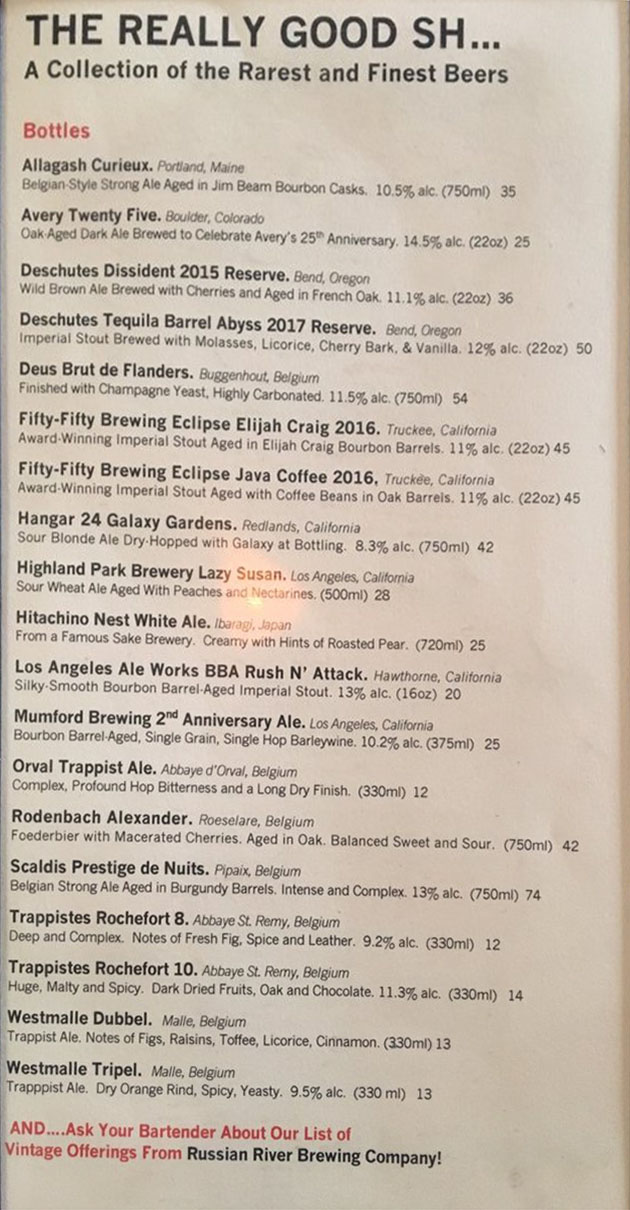 THE REALLY GOOD SH...
A Collection of the Rarest and Finest Beers
Bottles
Allagash Curieux. Portland, Maine
Belgian-Style Strong Ale Aged in Jim Beam Bourbon Casks. 10.5% alc. (750ml) 35
Avery Twenty Five. Boulder, Colorado
Oak-Aged Dark Ale Brewed to Celebrate Avery's 25th Anniversary. 14.5% alc. (22oz) 25
Deschutes Dissident 2015 Reserve. Bend, Oregon
Wild Brown Ale Brewed with Cherries and Aged in French Oak. 11.1% alc. (22oz) 36
Deschutes Tequila Barrel Abyss 2017 Reserve. Bend, Oregon
Imperial Stout Brewed with Molasses, Licorice, Cherry Bark, & Vanilla. 12% alc. (22oz) 50
Deus Brut de Flanders. Buggenhout, Belgium
Finished with Champagne Yeast, Highly Carbonated. 11.5% alc. (750ml) 54
Fifty-Fifty Brewing Eclipse Elijah Craig 2016. Truckee, California
Award-Winning Imperial Stout Aged in Elijah Craig Bourbon Barrels. 11% alc. (22oz) 45
Fifty-Fifty Brewing Eclipse Java Coffee 2016, Truckee, California
Award-Winning Imperial Stout Aged with Coffee Beans in Oak Barrels. 11% alc. (22oz) 45
Hangar 24 Galaxy Gardens. Redlands, California
Sour Blonde Ale Dry-Hopped with Galaxy at Bottling. 8.3% alc. (750ml) 42
Highland Park Brewery Lazy Susan. Los Angeles, California
Sour Wheat Ale Aged With Peaches and Nectarines. (500ml) 28
Hitachino Nest White Ale. Ibaragi, Japan
From a Famous Sake Brewery. Creamy with Hints of Roasted Pear. (720ml) 25
Los Angeles Ale Works BBA Rush N' Attack. Hawthorne, California
Silky-Smooth Bourbon Barrel-Aged Imperial Stout. 13% alc. (16oz) 20
Mumford Brewing 2nd Anniversary Ale. Los Angeles, California
Bourbon Barrel-Aged, Single Grain, Single Hop Barleywine. 10.2% alc. (375ml) 25
Orval Trappist Ale. Abbaye d'Orval, Belgium
Complex, Profound Hop Bitterness and a Long Dry Finish. (330ml) 12
Rodenbach Alexander. Roeselare, Belgium
Foederbier with Macerated Cherries. Aged in Oak. Balanced Sweet and Sour. (750ml) 42
Scaldis Prestige de Nuits. Pipaix, Belgium
Belgian Strong Ale Aged in Burgundy Barrels. Intense and Complex. 13% alc. (750ml) 74
Trappistes Rochefort 8. Abbaye St. Remy, Belgium
Deep and Complex. Notes of Fresh Fig, Spice and Leather. 9.2% alc. (330ml) 12
Trappistes Rochefort 10. Abbaye St. Remy, Belgium
Huge, Malty and Spicy. Dark Dried Fruits, Oak and Chocolate. 11.3% alc. (330ml) 14
Westmalle Dubbel. Malle, Belgium
Trappist Ale. Notes of Figs, Raisins, Toffee, Licorice, Cinnamon. (330ml) 13
Westmalle Tripel. Malle, Belgium
Trapppist Ale. Dry Orange Rind, Spicy, Yeasty. 9.5% alc. (330 ml) 13
AND....Ask Your Bartender About Our List of
Vintage Offerings From Russian River Brewing Company!